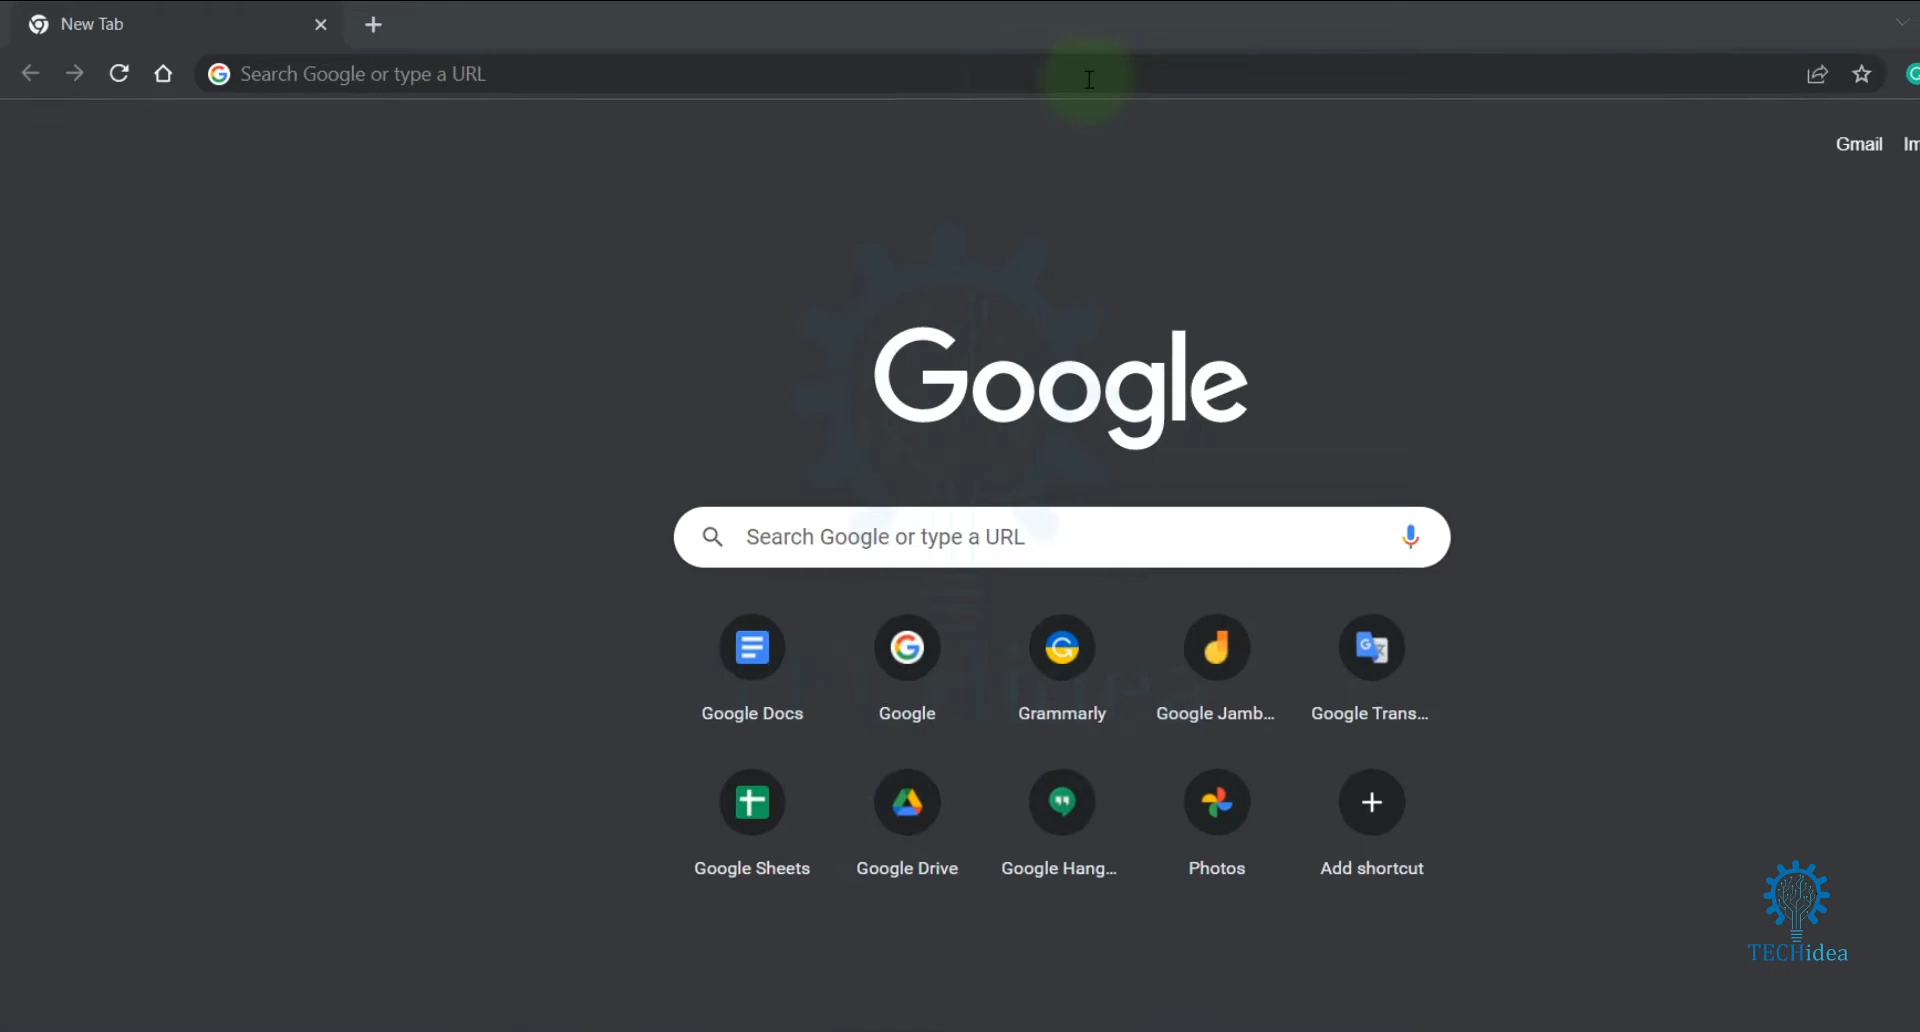 New Tab
Search Google or type a URL
Gmail
Google
Search Google or type a URL
Google Docs
Google
Grammarly
Google Jamb...
Google Trans...
Google Sheets
Google Drive
Google Hang...
Photos
Add shortcut
TECHidea